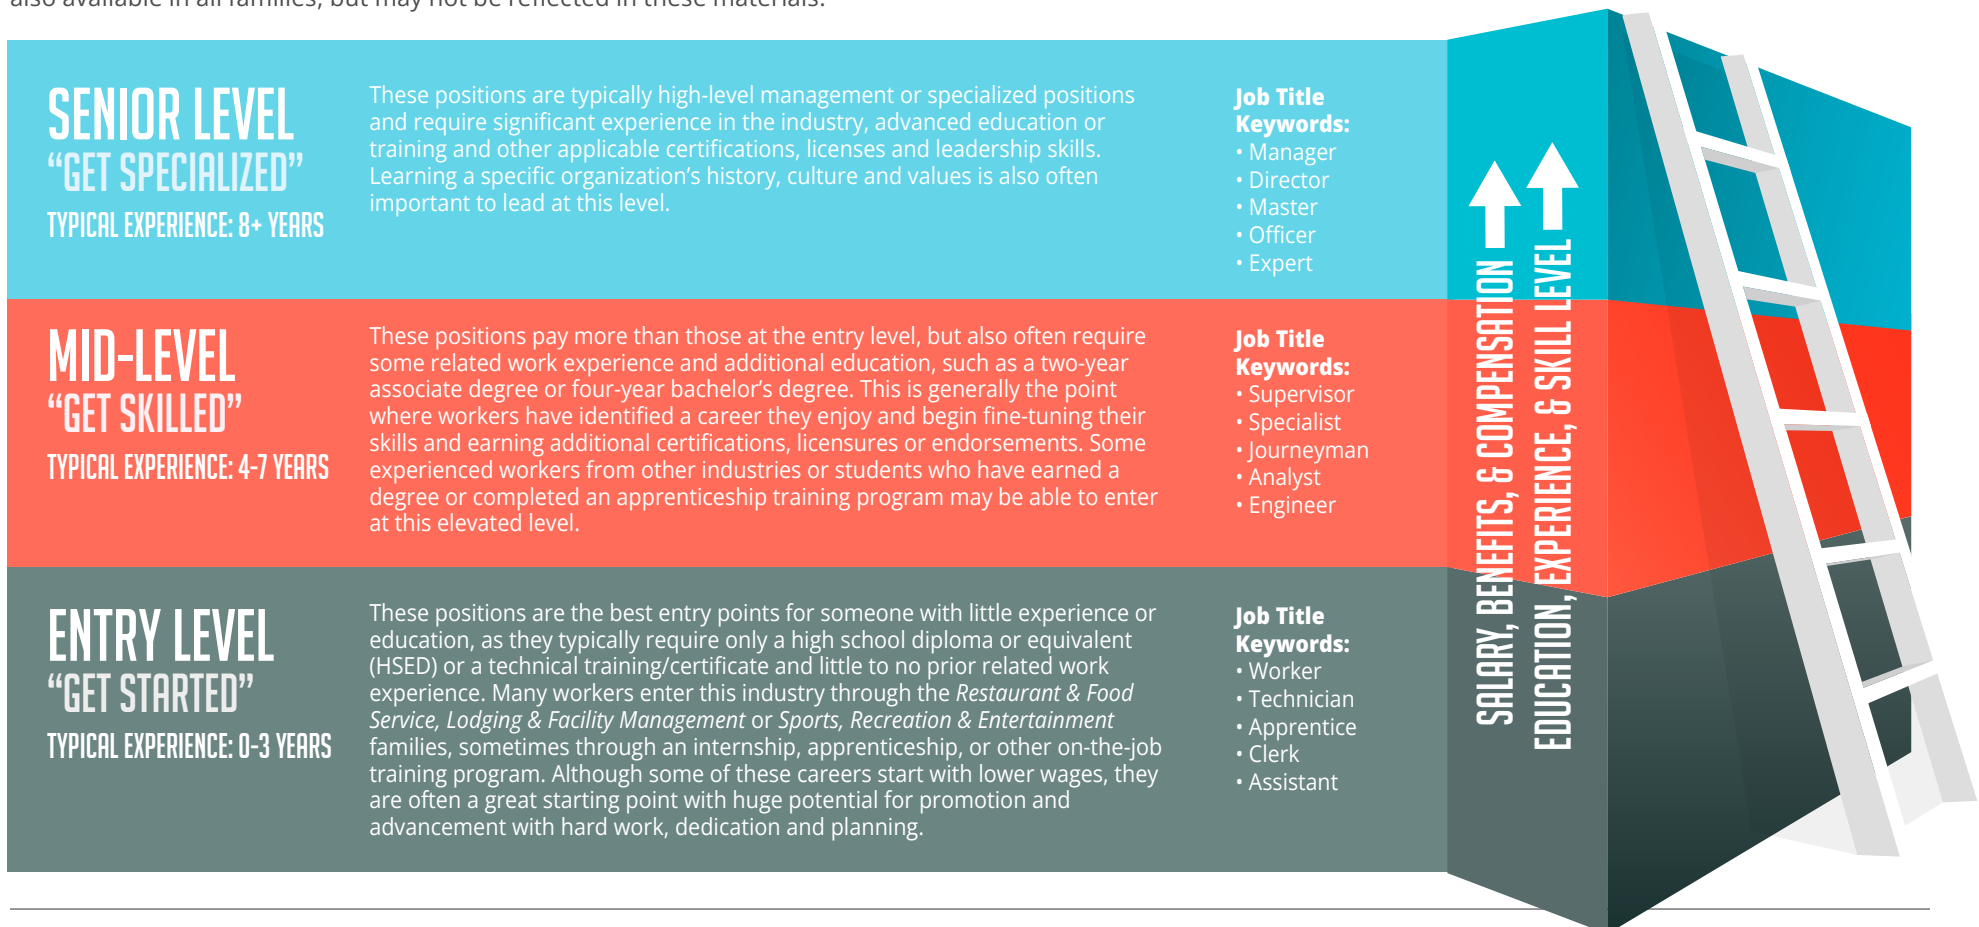 also available in all families, but may not be reflected in these materials.
SENIOR LEVEL
“GET SPECIALIZED”
TYPICAL EXPERIENCE: 8+ YEARS
These positions are typically high-level management or specialized positions
and require significant experience in the industry, advanced education or
training and other applicable certifications, licenses and leadership skills.
Learning a specific organization’s history, culture and values is also often
important to lead at this level.
Job Title
Keywords:
• Manager
• Director
• Master
• Officer
• Expert
MID-LEVEL
“GET SKILLED”
TYPICAL EXPERIENCE: 4-7 YEARS
These positions pay more than those at the entry level, but also often require
some related work experience and additional education, such as a two-year
associate degree or four-year bachelor’s degree. This is generally the point
where workers have identified a career they enjoy and begin fine-tuning their
skills and earning additional certifications, licensures or endorsements. Some
experienced workers from other industries or students who have earned a
degree or completed an apprenticeship training program may be able to enter
at this elevated level.
Job Title
Keywords:
• Supervisor
• Specialist
• Journeyman
• Analyst
• Engineer
ENTRY LEVEL
“GET STARTED”
TYPICAL EXPERIENCE: 0-3 YEARS
These positions are the best entry points for someone with little experience or
education, as they typically require only a high school diploma or equivalent
(HSED) or a technical training/certificate and little to no prior related work
experience. Many workers enter this industry through the Restaurant & Food
Service, Lodging & Facility Management or Sports, Recreation & Entertainment
families, sometimes through an internship, apprenticeship, or other on-the-job
training program. Although some of these careers start with lower wages, they
are often a great starting point with huge potential for promotion and
advancement with hard work, dedication and planning.
Job Title
Keywords:
• Worker
• Technician
• Apprentice
• Clerk
• Assistant
SALARY, BENEFITS, & COMPENSATION
EDUCATION, EXPERIENCE, & SKILL LEVEL